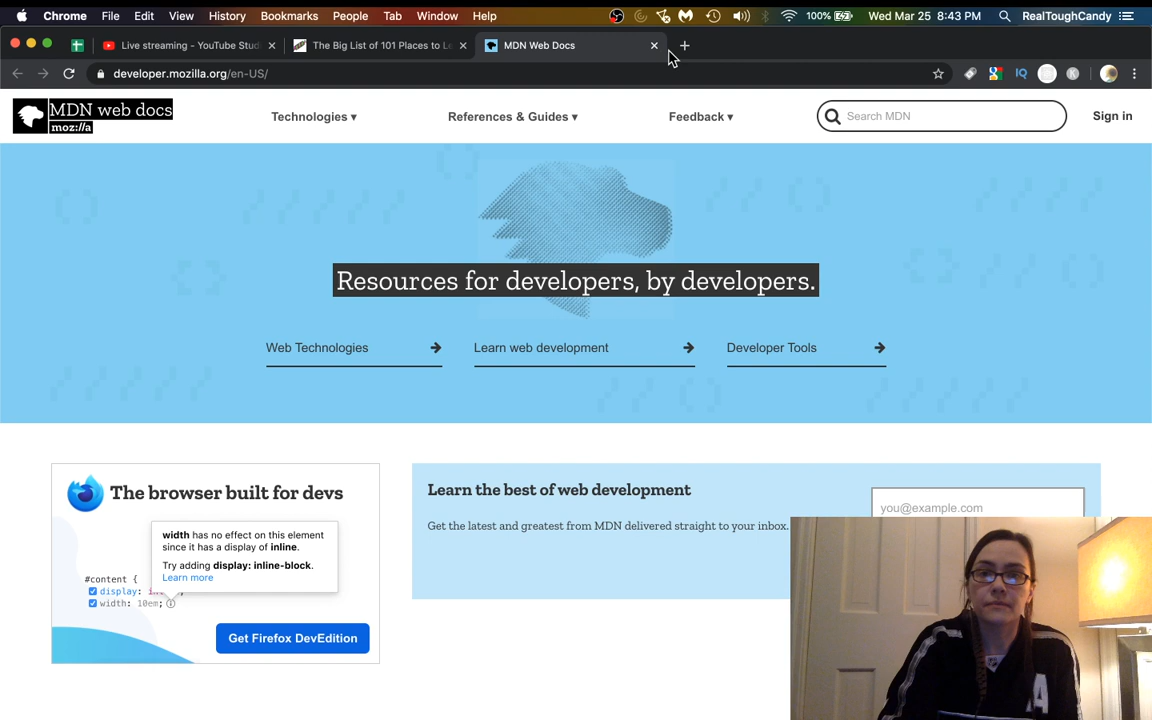 Chrome File Edit View History Bookmarks People Tab Window Help 100% Wed Mar 25 8:43 PM RealToughCandy
Live streaming - YouTube Stud The Big List of 101 Places to Le MDN Web Docs
developer.mozilla.org/en-US/ IQ K
MDN web docs
moz://a
Technologies ▾ References & Guides ▾ Feedback ▾ Search MDN Sign in
Resources for developers, by developers.
Web Technologies Learn web development Developer Tools
The browser built for devs
width has no effect on this element
since it has a display of inline.
Try adding display: inline-block.
Learn more
#content {
display:
width: 10em;
Get Firefox DevEdition
Learn the best of web development
Get the latest and greatest from MDN delivered straight to your inbox.
you@example.com
A